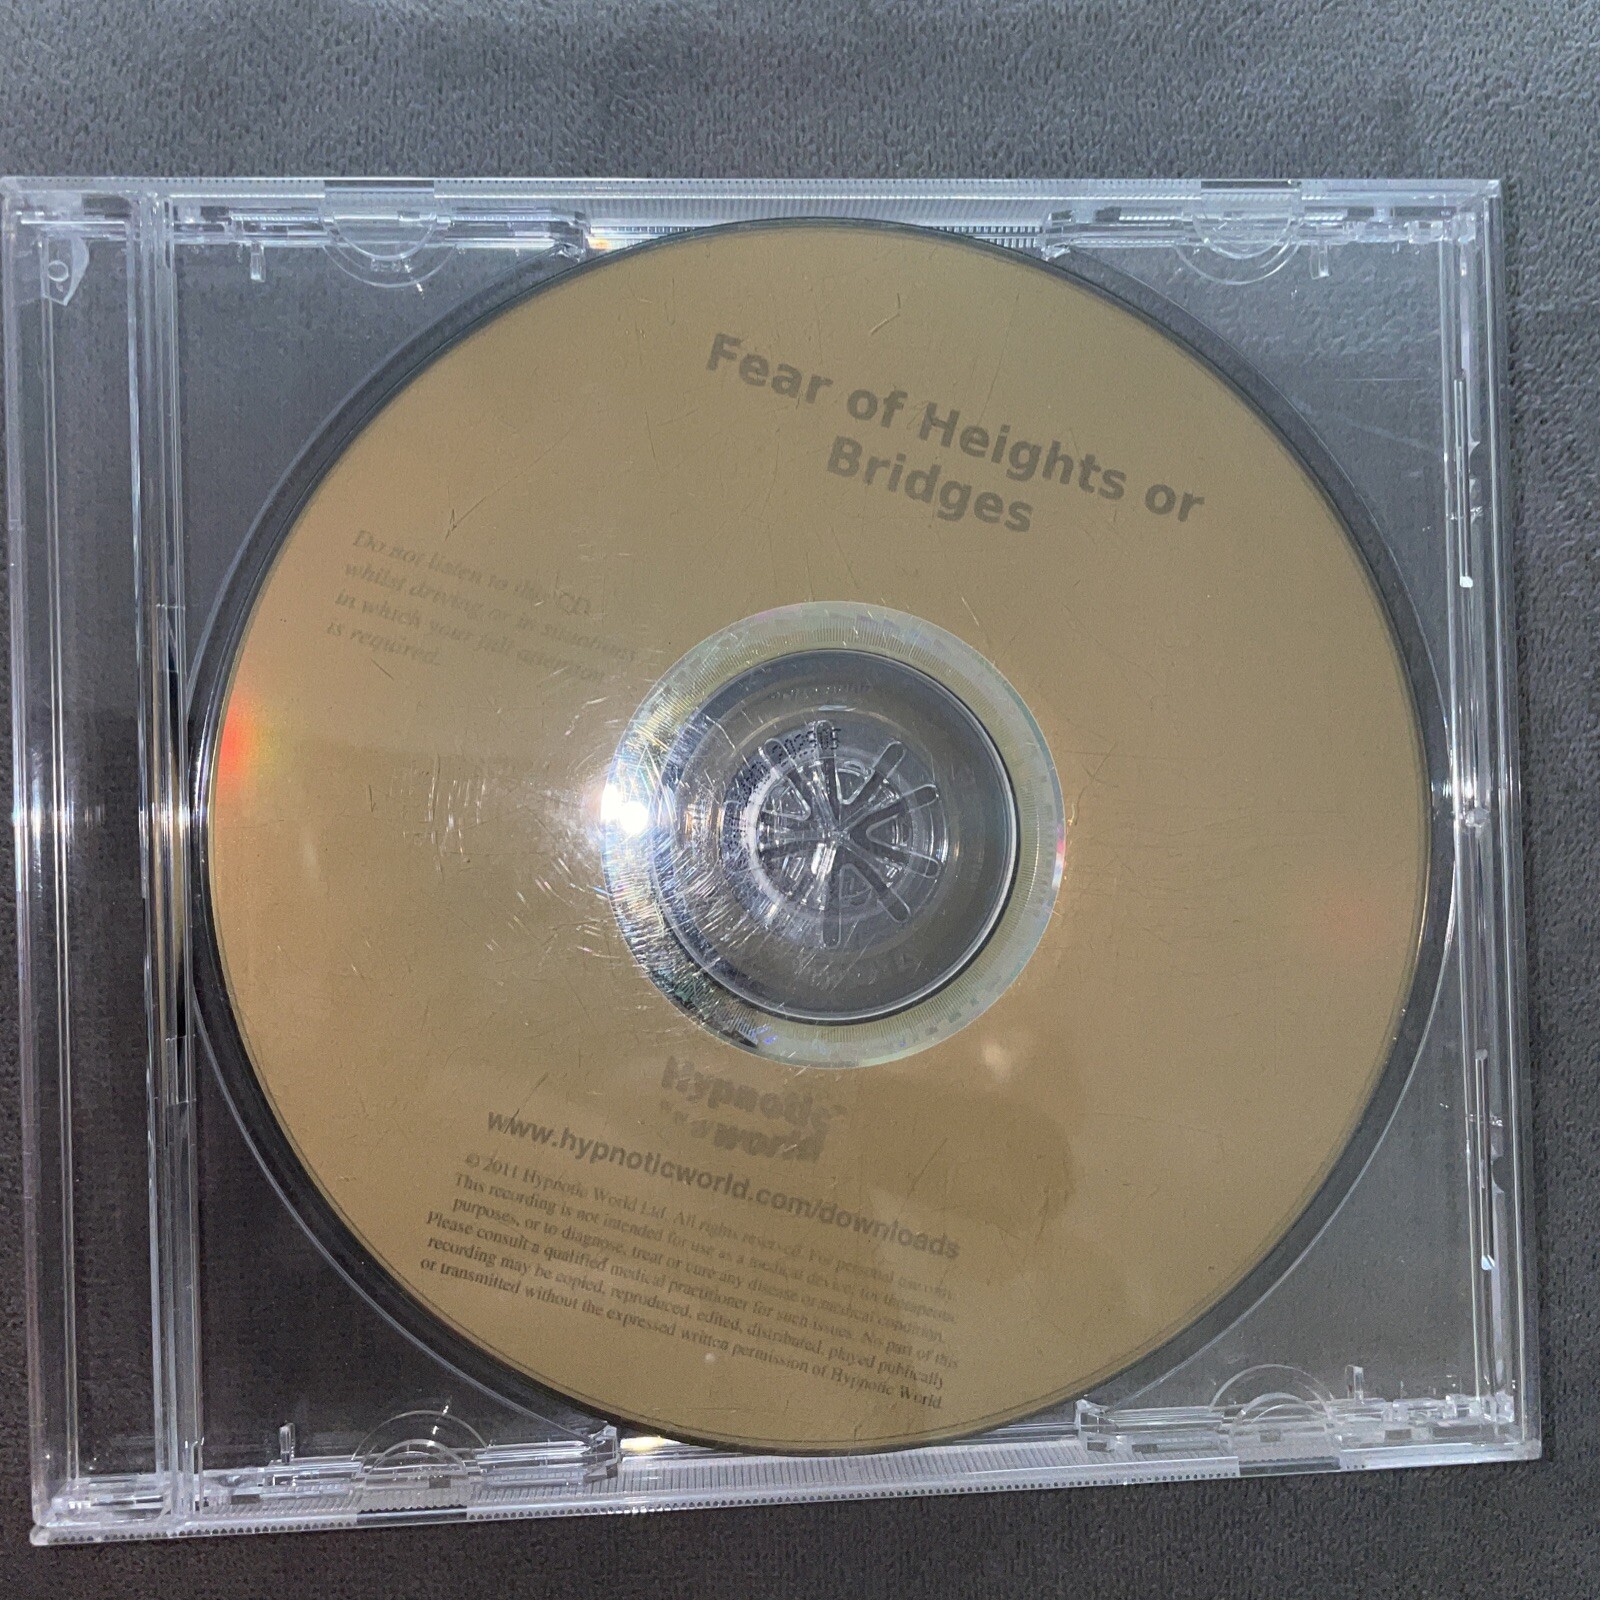 Fear of Heights or
Bridges
Do not listen to this CD
whilst driving or in situations
in which your full attention
is required.
Hypnotic
world
www.hypnoticworld.com/downloads
© 2011 Hypnotic World Ltd. All rights reserved. For personal use only.
This recording is not intended for use as a medical device, for therapeutic
purposes, or to diagnose, treat or cure any disease or medical condition.
Please consult a qualified medical practitioner for such issues. No part of this
recording may be copied, reproduced, edited, distributed, played publically
or transmitted without the expressed written permission of Hypnotic World.